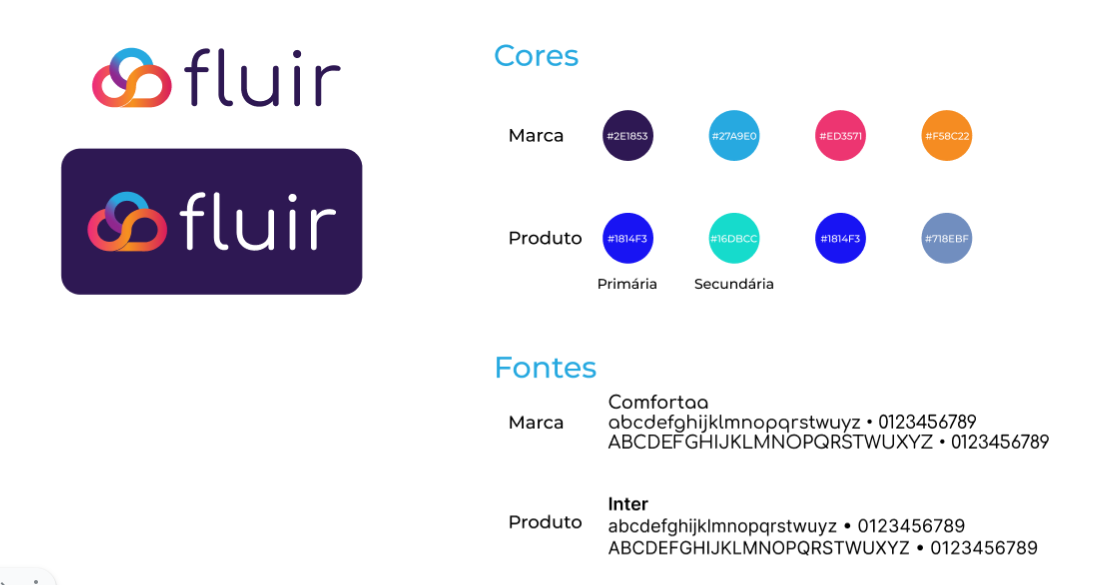 fluir
fluir
Cores
Marca
#2E1853 #27A9E0 #ED3571 #F58C22
Produto
#1814F3 #16DBCC #1814F3 #718EBF
Primária Secundária
Fontes
Marca
Comfortaa
abcdefghijklmnopqrstwuyz • 0123456789
ABCDEFGHIJKLMNOPQRSTWUXYZ • 0123456789
Produto
Inter
abcdefghijklmnopqrstwuyz • 0123456789
ABCDEFGHIJKLMNOPQRSTWUXYZ • 0123456789